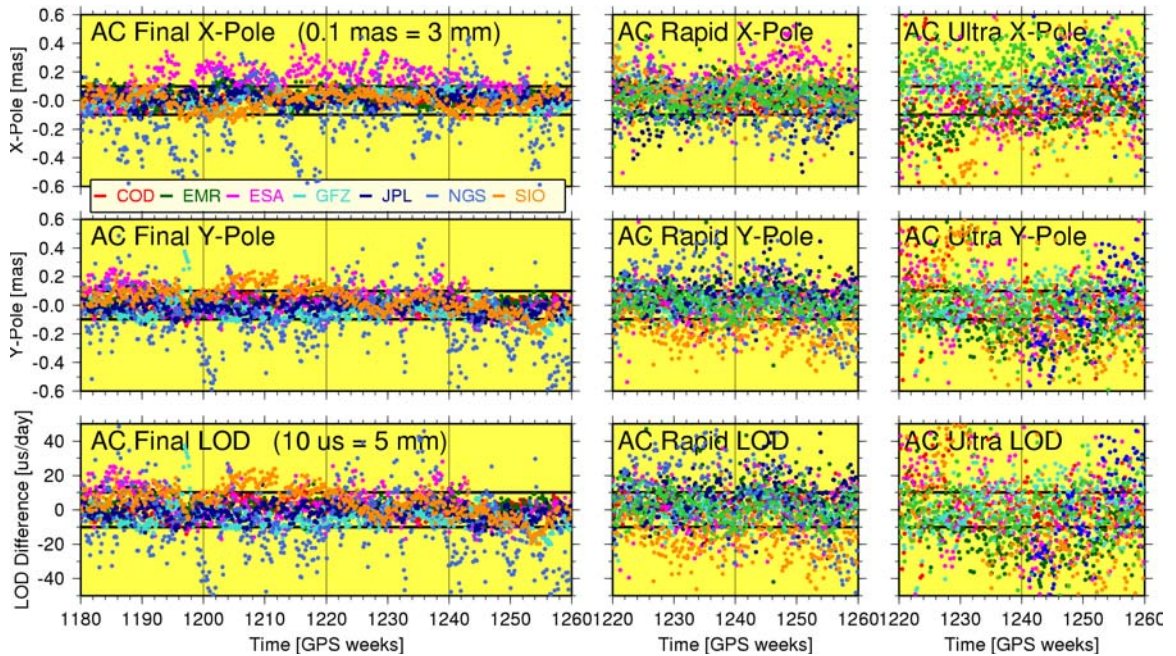 AC Final X-Pole (0.1 mas = 3 mm)
AC Rapid X-Pole
AC Ultra X-Pole
X-Pole [mas]
0.6
0.4
0.2
-0.0
-0.2
-0.4
-0.6
COD EMR ESA GFZ JPL NGS SIO
AC Final Y-Pole
AC Rapid Y-Pole
AC Ultra Y-Pole
Y-Pole [mas]
0.6
0.4
0.2
-0.0
-0.2
-0.4
-0.6
AC Final LOD (10 us = 5 mm)
AC Rapid LOD
AC Ultra LOD
LOD Difference [us/day]
40
20
0
-20
-40
1180 1190 1200 1210 1220 1230 1240 1250 1260
1220 1230 1240 1250 1260
1220 1230 1240 1250 1260
Time [GPS weeks]
Time [GPS weeks]
Time [GPS weeks]